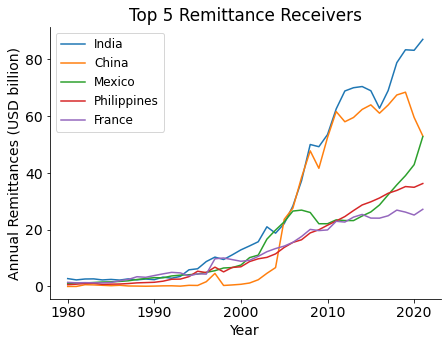 Top 5 Remittance Receivers
India
China
Mexico
Philippines
France
Annual Remittances (USD billion)
80
60
40
20
0
1980
1990
2000
2010
2020
Year